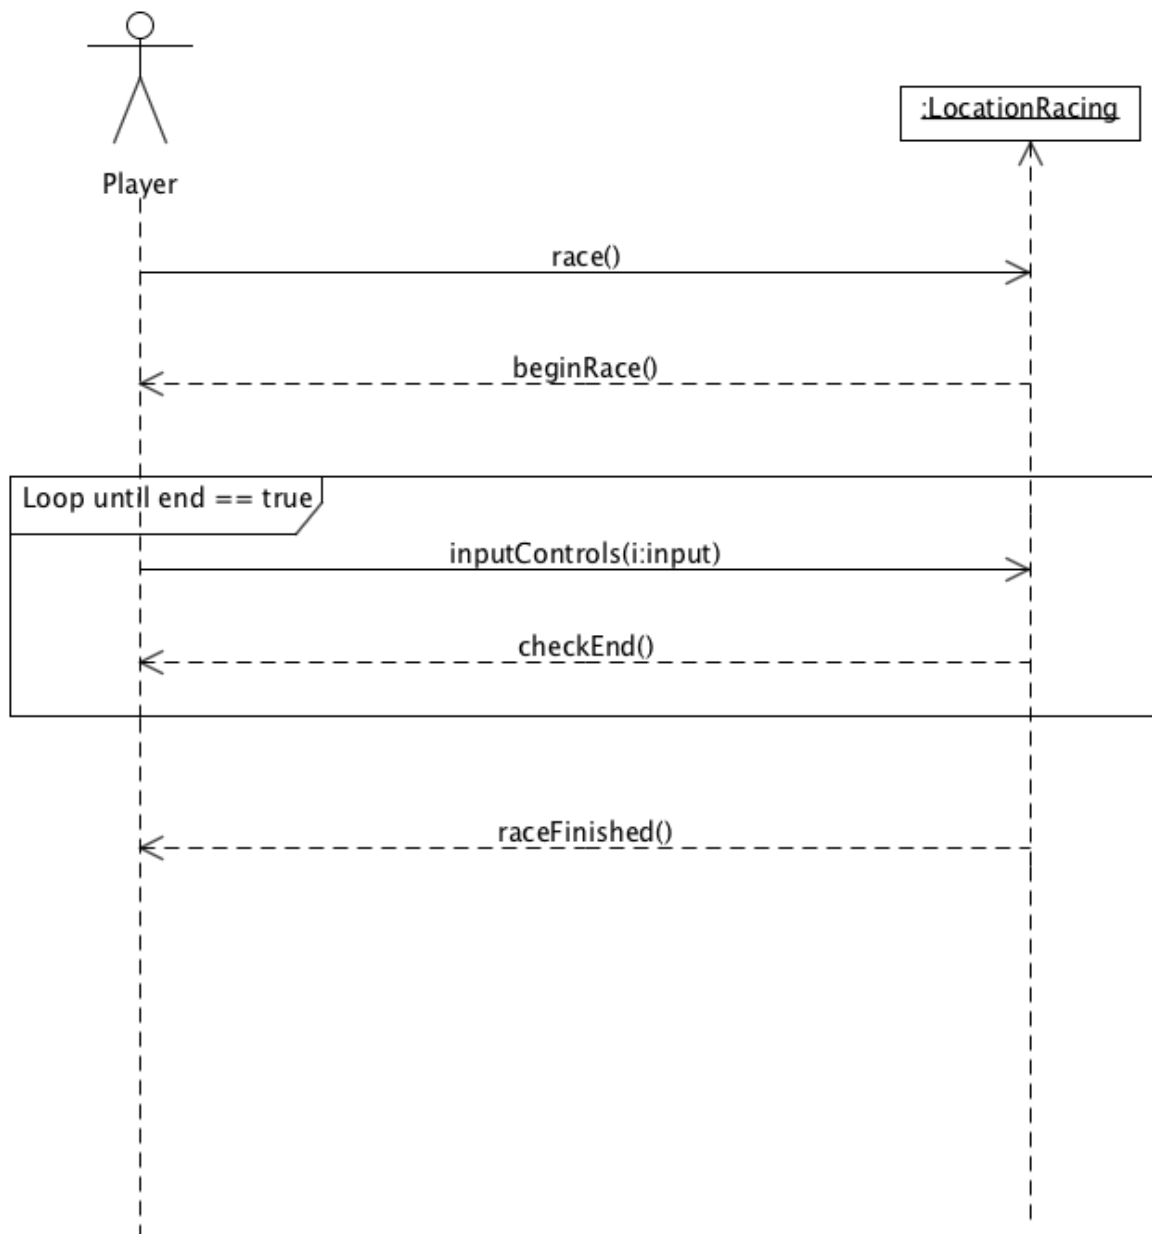 :LocationRacing
Player
race()
beginRace()
Loop until end == true
inputControls(i:input)
checkEnd()
raceFinished()